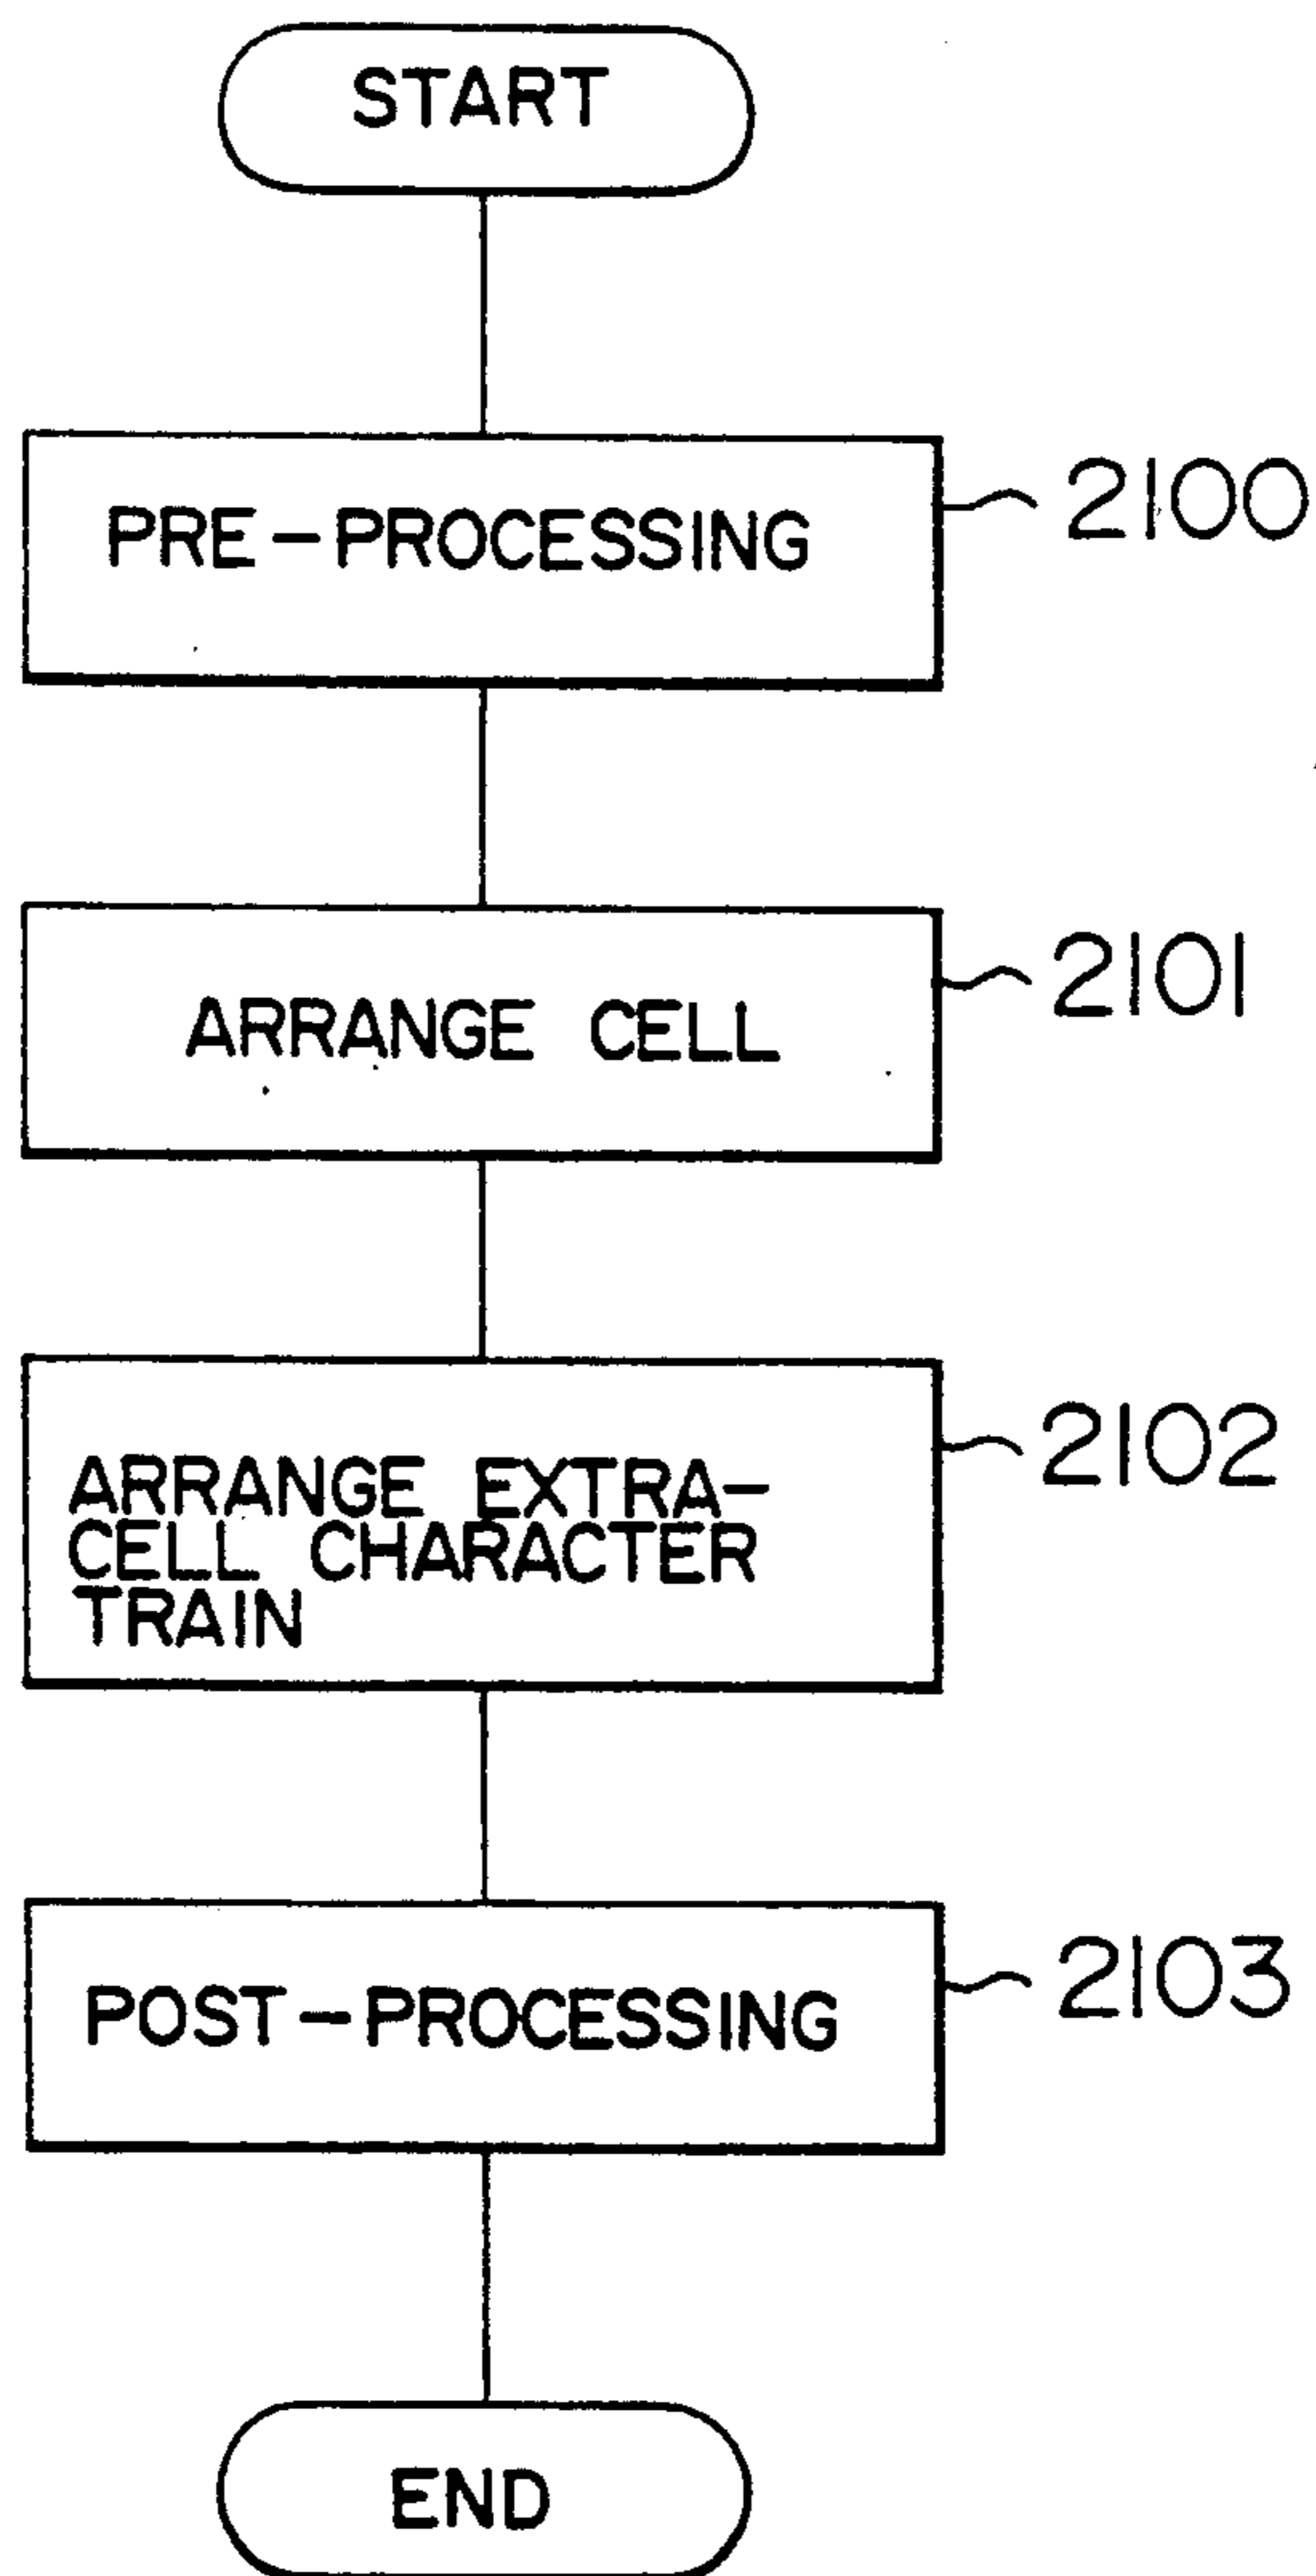 START
PRE-PROCESSING
2100
ARRANGE CELL
2101
ARRANGE EXTRA-
CELL CHARACTER
TRAIN
2102
POST-PROCESSING
2103
END